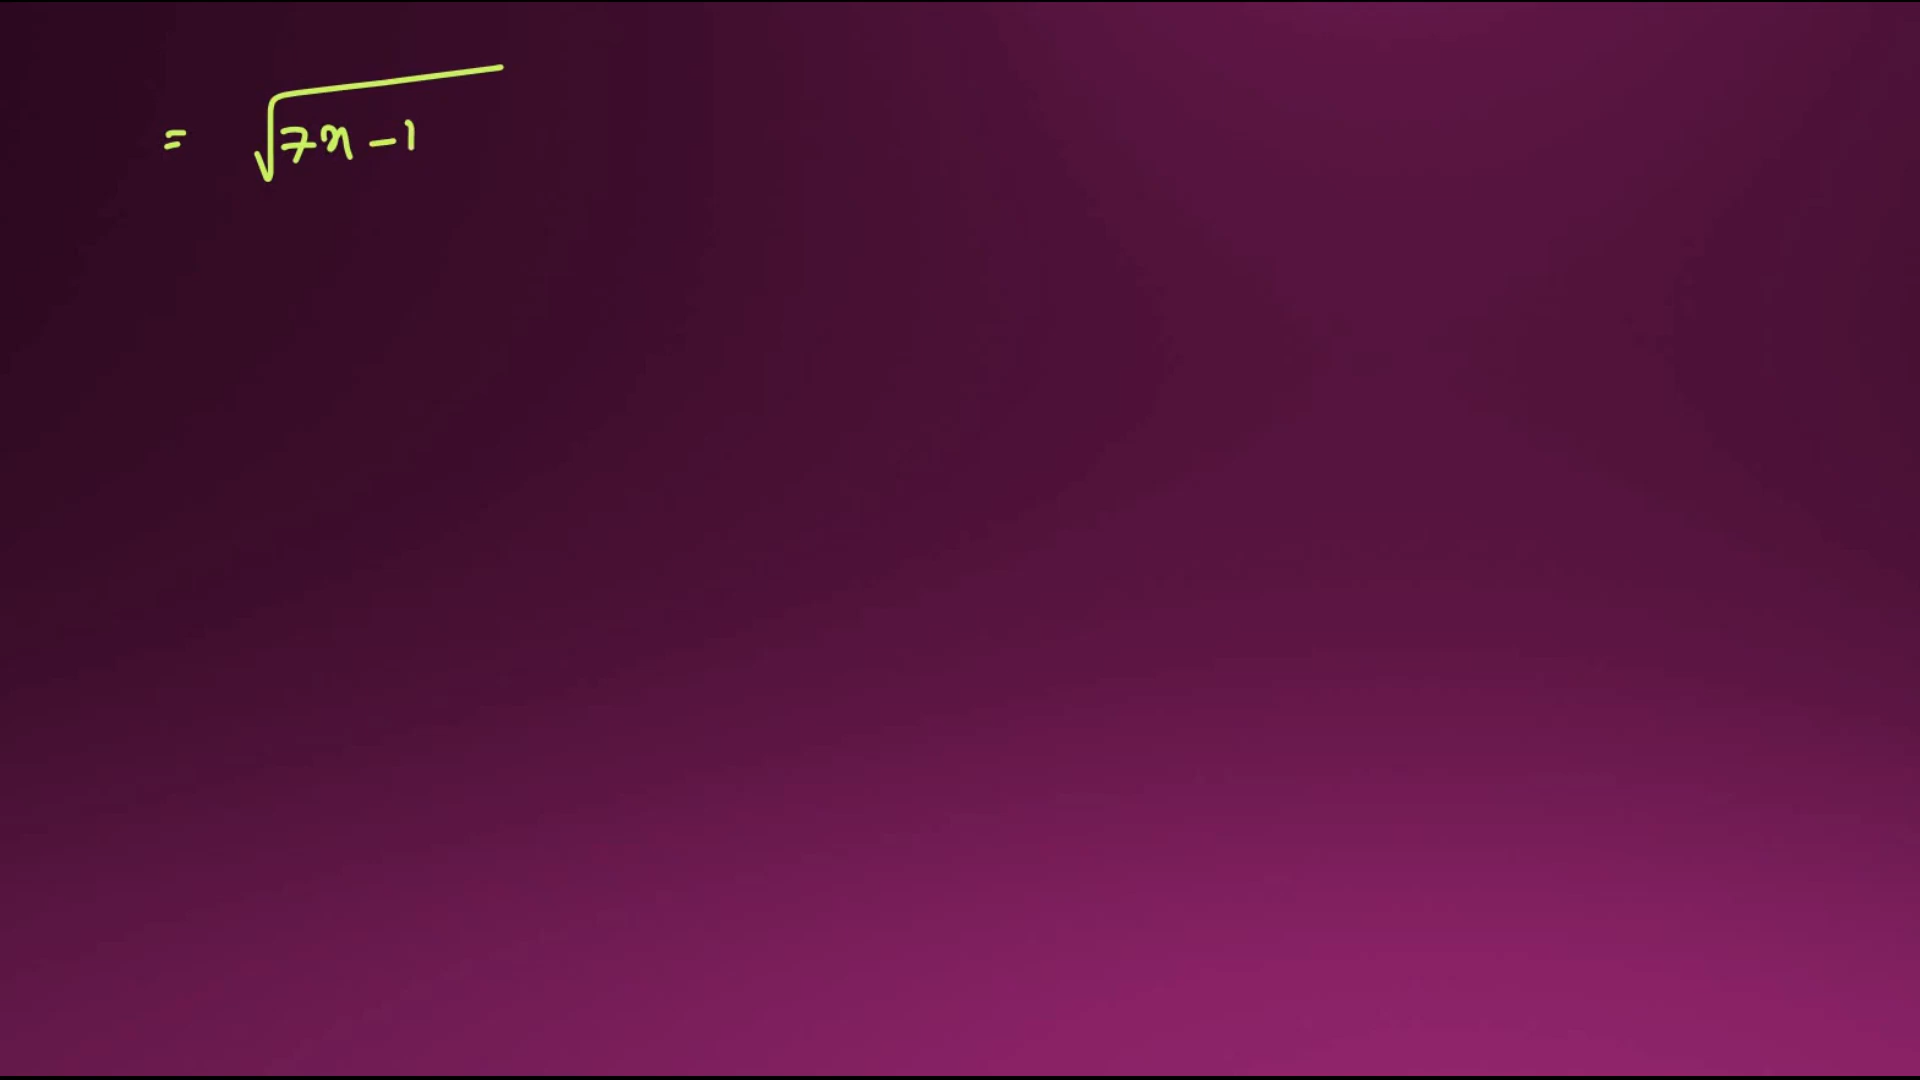 = √7x - 1